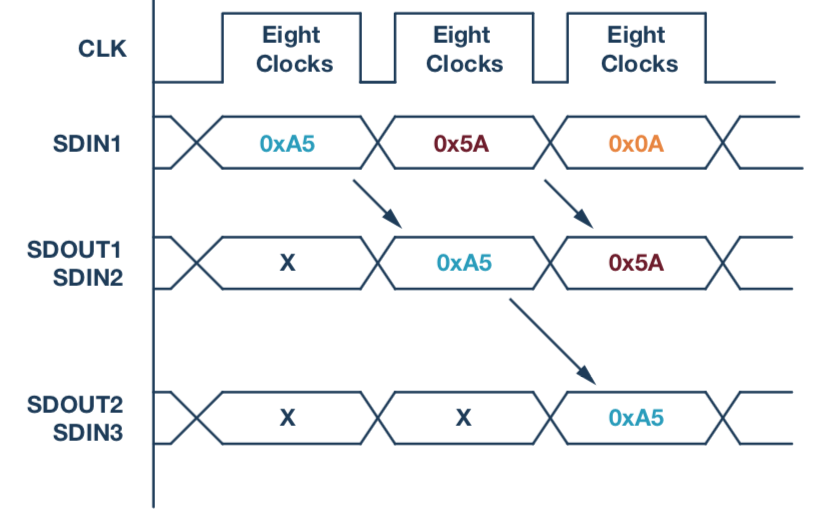 CLK
Eight
Clocks
Eight
Clocks
Eight
Clocks
SDIN1
0xA5
0x5A
0x0A
SDOUT1
SDIN2
X
0xA5
0x5A
SDOUT2
SDIN3
X
X
0xA5